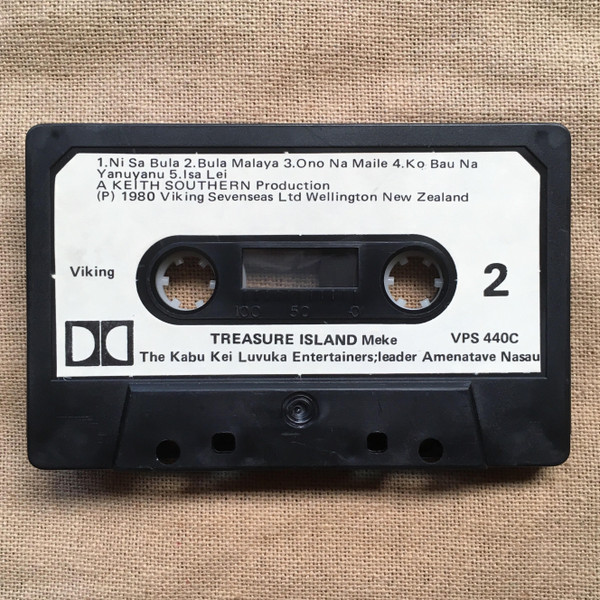 1.Ni Sa Bula 2.Bula Malaya 3.Ono Na Maile 4.Ko Bau Na
Yanuyanu 5.Isa Lei
A KEITH SOUTHERN Production
(P) 1980 Viking Sevenseas Ltd Wellington New Zealand
Viking
2
100 50 0
TREASURE ISLAND Meke VPS 440C
The Kabu Kei Luvuka Entertainers;leader Amenatave Nasau